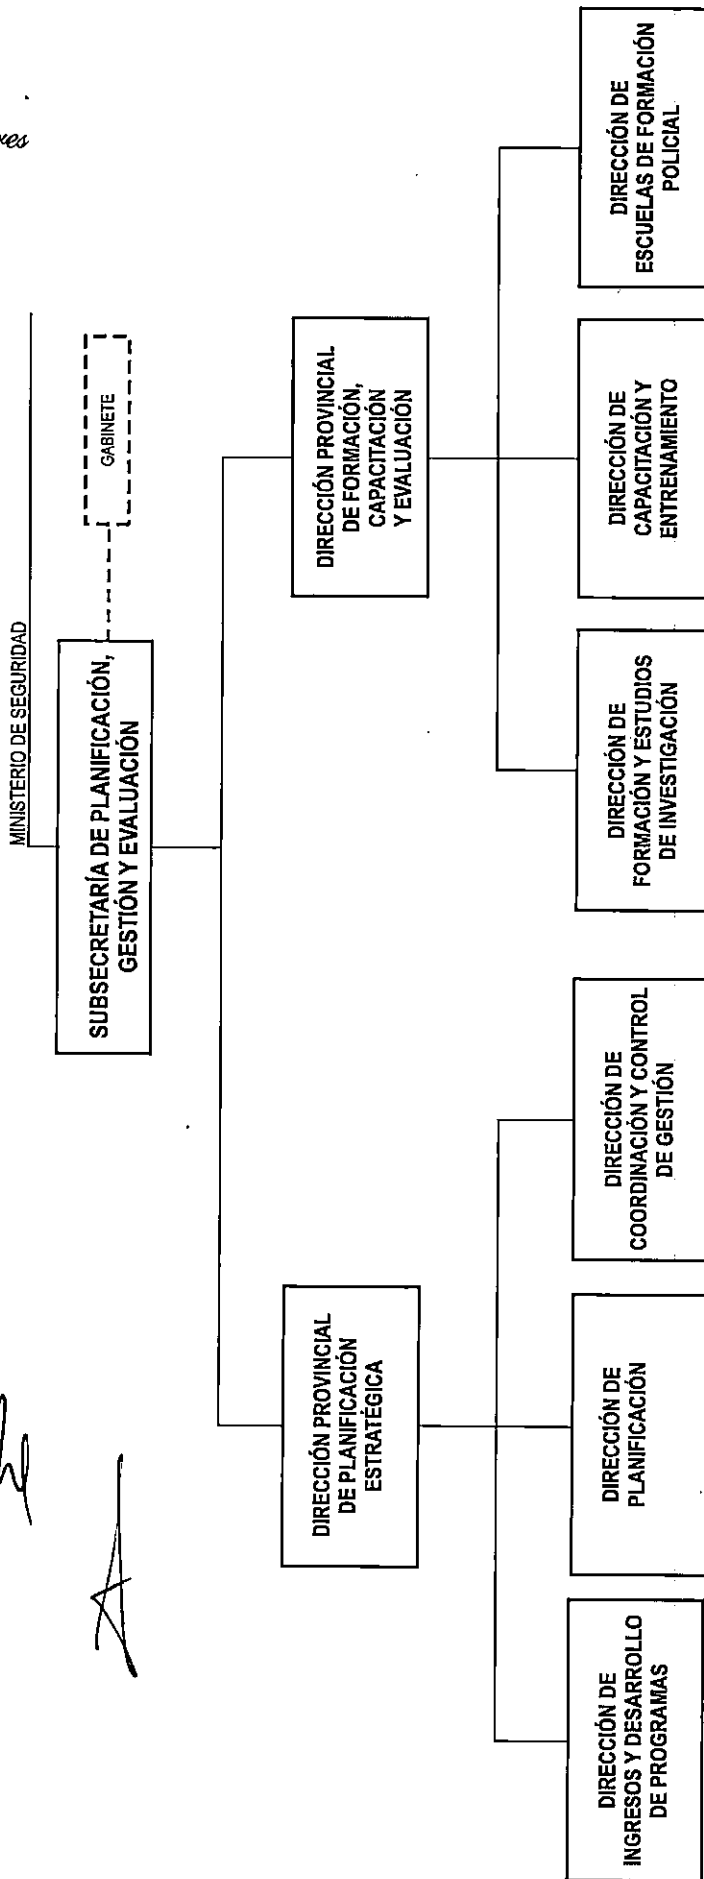 MINISTERIO DE SEGURIDAD
SUBSECRETARÍA DE PLANIFICACIÓN,
GESTIÓN Y EVALUACIÓN
GABINETE
DIRECCIÓN PROVINCIAL
DE PLANIFICACIÓN
ESTRATÉGICA
DIRECCIÓN PROVINCIAL
DE FORMACIÓN,
CAPACITACIÓN
Y EVALUACIÓN
DIRECCIÓN DE
INGRESOS Y DESARROLLO
DE PROGRAMAS
DIRECCIÓN DE
PLANIFICACIÓN
DIRECCIÓN DE
COORDINACIÓN Y CONTROL
DE GESTIÓN
DIRECCIÓN DE
FORMACIÓN Y ESTUDIOS
DE INVESTIGACIÓN
DIRECCIÓN DE
CAPACITACIÓN Y
ENTRENAMIENTO
DIRECCIÓN DE
ESCUELAS DE FORMACIÓN
POLICIAL